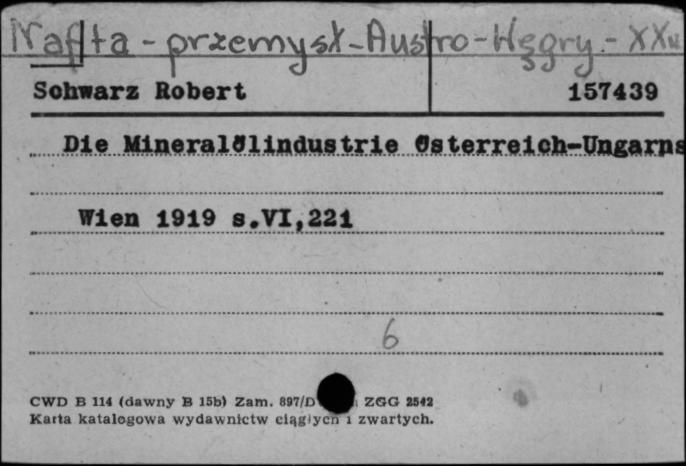 Nafta - przemysł - Austro - Węgry - XX w
Schwarz Robert 157439
Die Mineralölindustrie Österreich-Ungarns
Wien 1919 s.VI,221
6
CWD B 114 (dawny B 15b) Zam. 897/D ZGG 2542
Karta katalogowa wydawnictw ciągłych i zwartych.